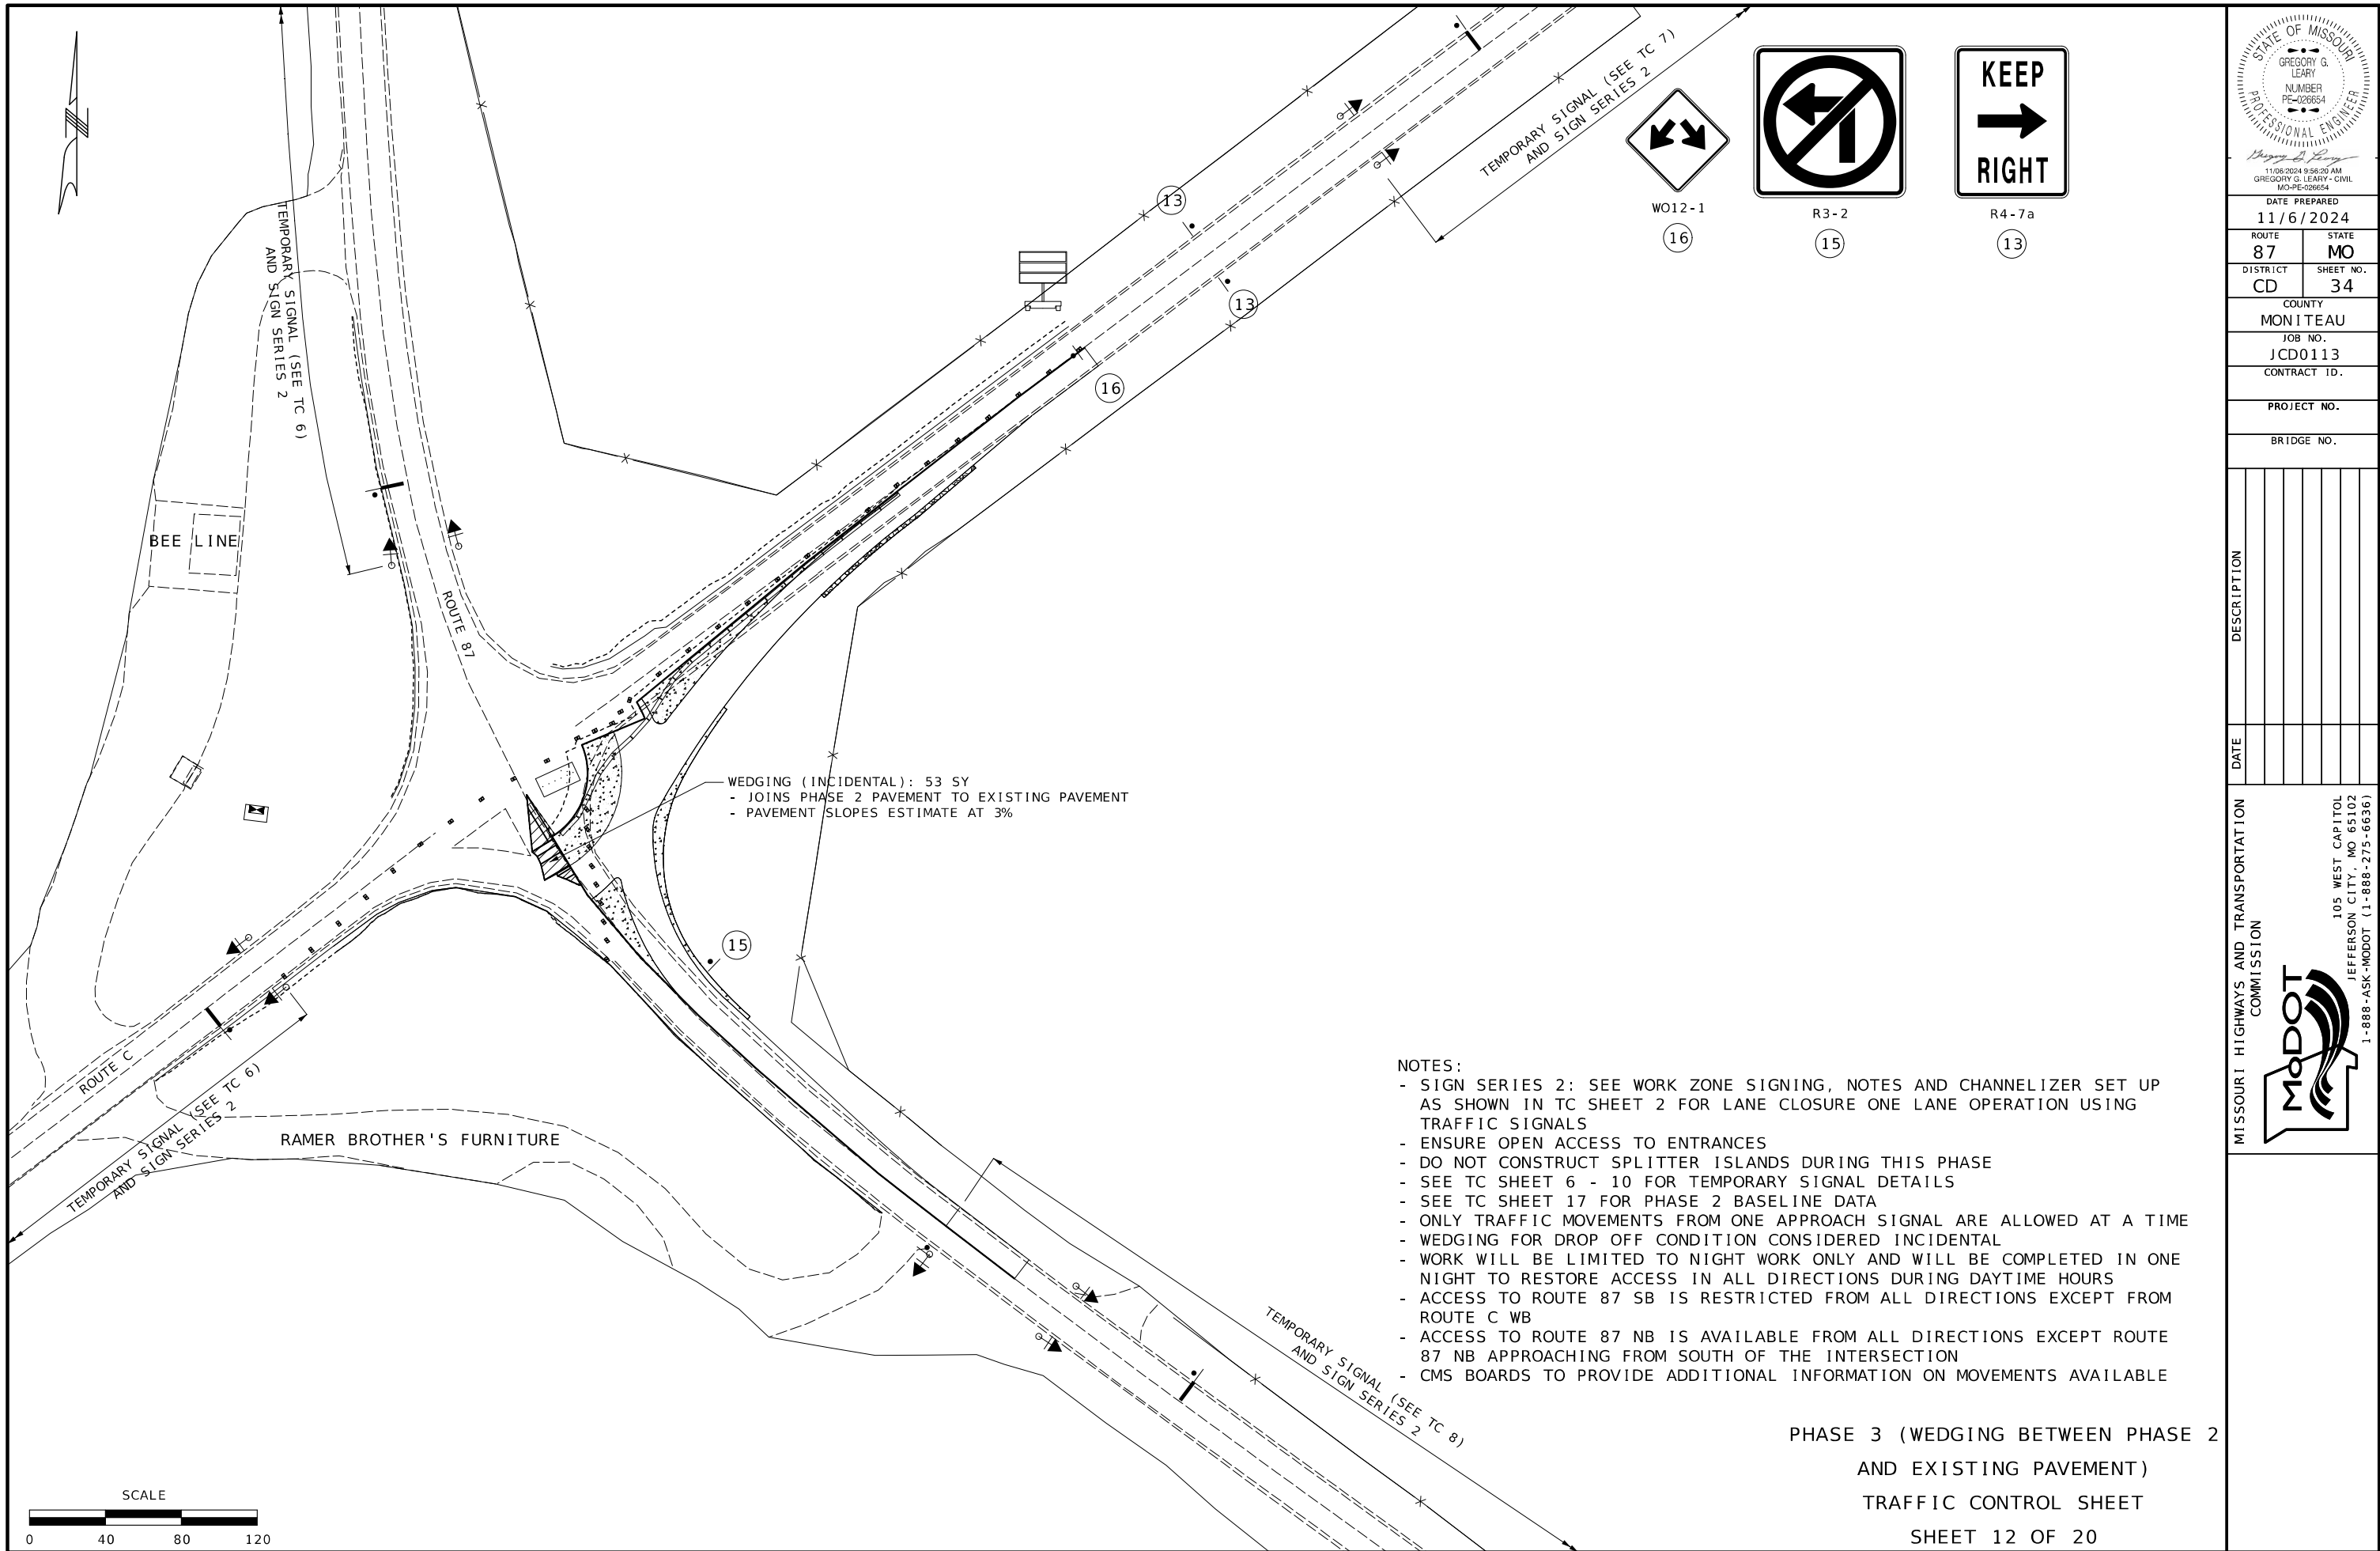 TEMPORARY SIGNAL (SEE TC 6)
AND SIGN SERIES 2
TEMPORARY SIGNAL (SEE TC 7)
AND SIGN SERIES 2
WO12-1
16
R3-2
15
KEEP
RIGHT
R4-7a
13
13
13
16
BEE LINE
ROUTE 87
WEDGING (INCIDENTAL): 53 SY
- JOINS PHASE 2 PAVEMENT TO EXISTING PAVEMENT
- PAVEMENT SLOPES ESTIMATE AT 3%
15
ROUTE C
TEMPORARY SIGNAL (SEE TC 6)
AND SIGN SERIES 2
RAMER BROTHER'S FURNITURE
TEMPORARY SIGNAL (SEE TC 8)
AND SIGN SERIES 2
SCALE
0 40 80 120
NOTES:
- SIGN SERIES 2: SEE WORK ZONE SIGNING, NOTES AND CHANNELIZER SET UP
AS SHOWN IN TC SHEET 2 FOR LANE CLOSURE ONE LANE OPERATION USING
TRAFFIC SIGNALS
- ENSURE OPEN ACCESS TO ENTRANCES
- DO NOT CONSTRUCT SPLITTER ISLANDS DURING THIS PHASE
- SEE TC SHEET 6 - 10 FOR TEMPORARY SIGNAL DETAILS
- SEE TC SHEET 17 FOR PHASE 2 BASELINE DATA
- ONLY TRAFFIC MOVEMENTS FROM ONE APPROACH SIGNAL ARE ALLOWED AT A TIME
- WEDGING FOR DROP OFF CONDITION CONSIDERED INCIDENTAL
- WORK WILL BE LIMITED TO NIGHT WORK ONLY AND WILL BE COMPLETED IN ONE
NIGHT TO RESTORE ACCESS IN ALL DIRECTIONS DURING DAYTIME HOURS
- ACCESS TO ROUTE 87 SB IS RESTRICTED FROM ALL DIRECTIONS EXCEPT FROM
ROUTE C WB
- ACCESS TO ROUTE 87 NB IS AVAILABLE FROM ALL DIRECTIONS EXCEPT ROUTE
87 NB APPROACHING FROM SOUTH OF THE INTERSECTION
- CMS BOARDS TO PROVIDE ADDITIONAL INFORMATION ON MOVEMENTS AVAILABLE
PHASE 3 (WEDGING BETWEEN PHASE 2
AND EXISTING PAVEMENT)
TRAFFIC CONTROL SHEET
SHEET 12 OF 20
STATE OF MISSOURI
GREGORY G.
LEARY
NUMBER
PE-026654
PROFESSIONAL ENGINEER
Gregory G. Leary
11/06/2024 9:56:20 AM
GREGORY G. LEARY - CIVIL
MO-PE-026654
DATE PREPARED
11/6/2024
ROUTE STATE
87 MO
DISTRICT SHEET NO.
CD 34
COUNTY
MONITEAU
JOB NO.
JCD0113
CONTRACT ID.
PROJECT NO.
BRIDGE NO.
DESCRIPTION
DATE
MISSOURI HIGHWAYS AND TRANSPORTATION
COMMISSION
MoDOT
105 WEST CAPITOL
JEFFERSON CITY, MO 65102
1-888-ASK-MODOT (1-888-275-6636)